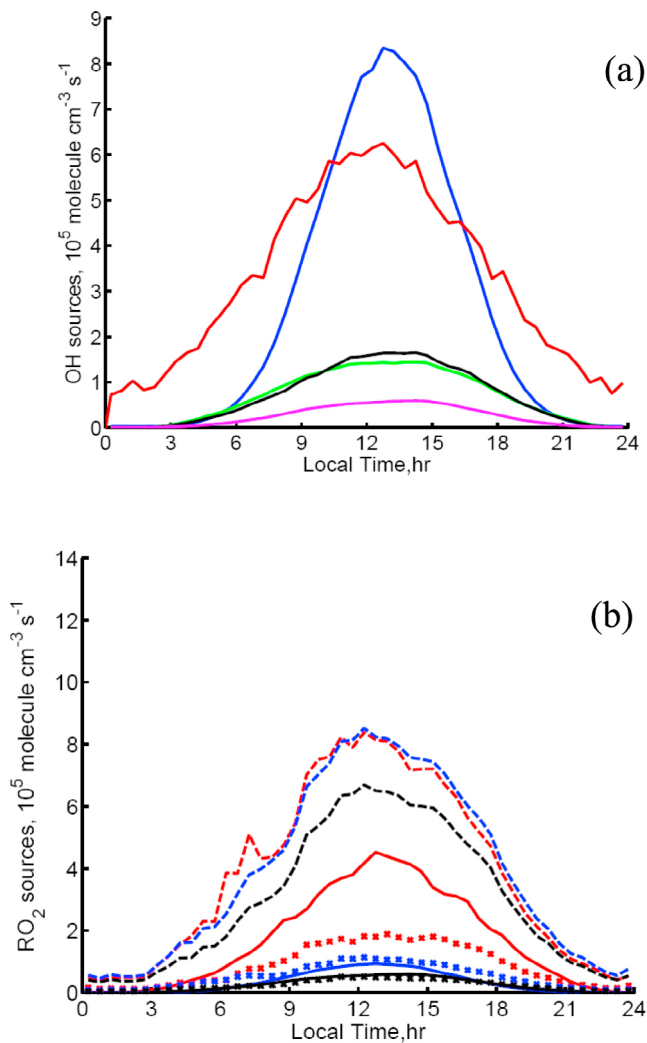 (a)
OH sources, 10⁵ molecule cm⁻³ s⁻¹
9
8
7
6
5
4
3
2
1
0
0 3 6 9 12 15 18 21 24
Local Time,hr
(b)
RO₂ sources, 10⁵ molecule cm⁻³ s⁻¹
14
12
10
8
6
4
2
0
0 3 6 9 12 15 18 21 24
Local Time,hr